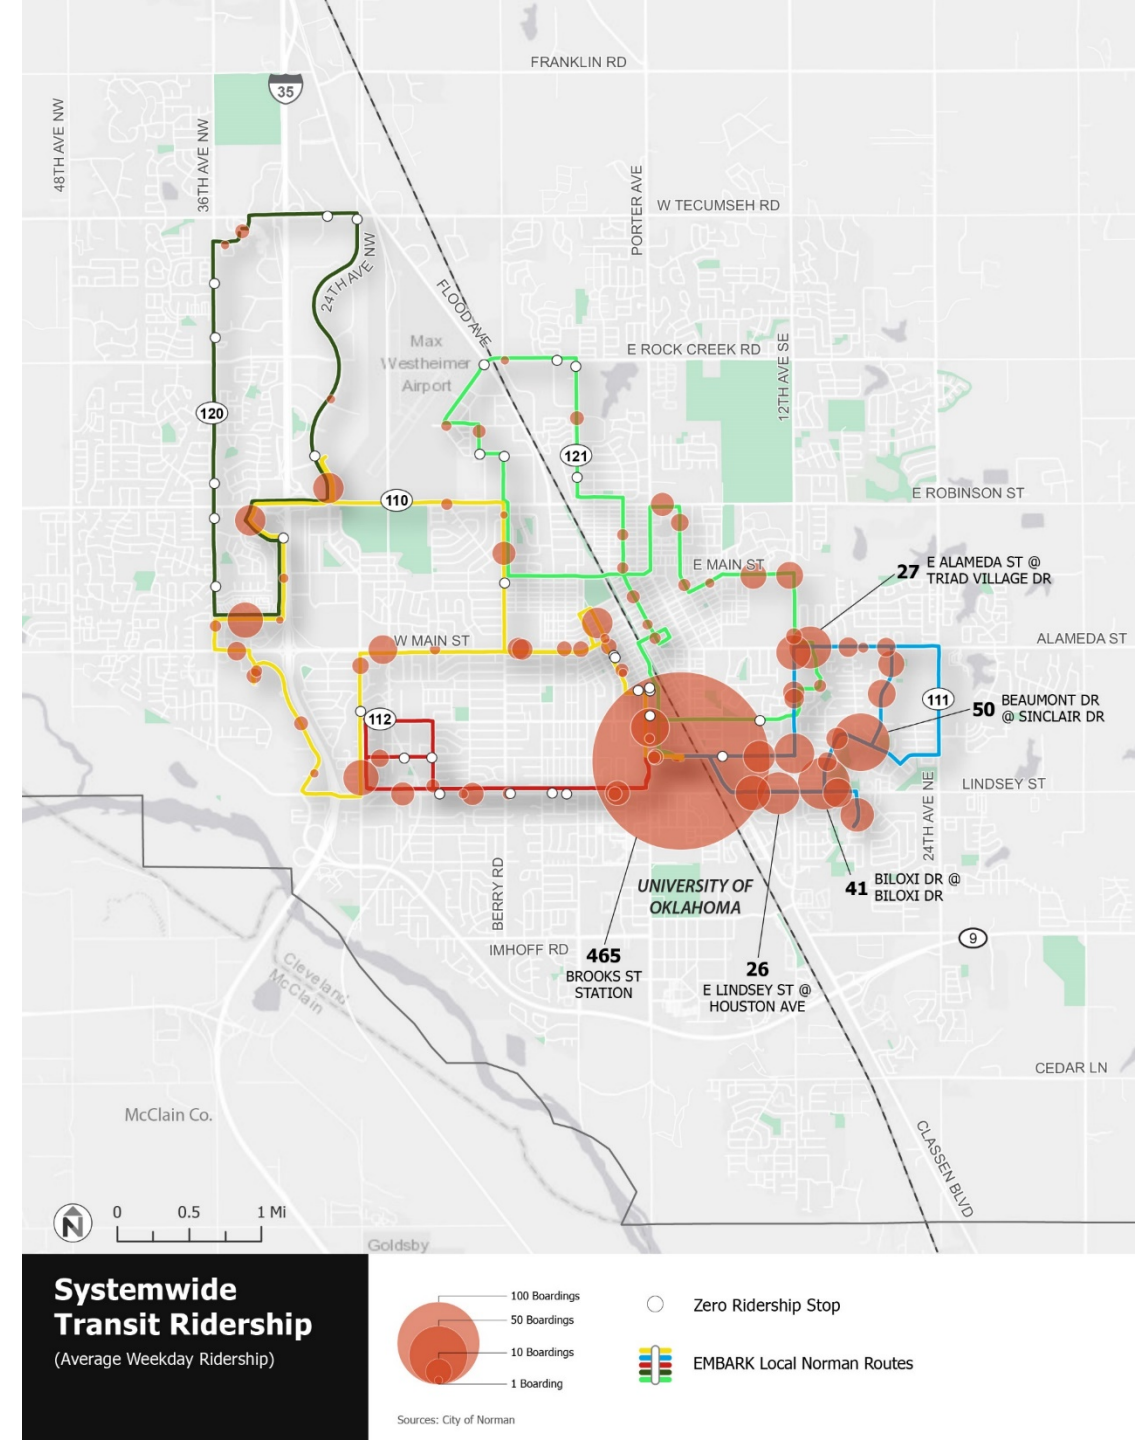 FRANKLIN RD
35
48TH AVE NW
36TH AVE NW
PORTER AVE
W TECUMSEH RD
24TH AVE NW
FLOOD AVE
Max
Westheimer
Airport
E ROCK CREEK RD
12TH AVE SE
120
121
110
E ROBINSON ST
E MAIN ST
27
E ALAMEDA ST @
TRIAD VILLAGE DR
W MAIN ST
ALAMEDA ST
111
50
BEAUMONT DR
@ SINCLAIR DR
112
LINDSEY ST
24TH AVE NE
BERRY RD
UNIVERSITY OF
OKLAHOMA
41
BILOXI DR @
BILOXI DR
IMHOFF RD
9
465
BROOKS ST
STATION
26
E LINDSEY ST @
HOUSTON AVE
Cleveland
McClain
CEDAR LN
McClain Co.
CLASSEN BLVD
N
0 0.5 1 Mi
Goldsby
Systemwide
Transit Ridership
(Average Weekday Ridership)
100 Boardings
50 Boardings
10 Boardings
1 Boarding
Zero Ridership Stop
EMBARK Local Norman Routes
Sources: City of Norman